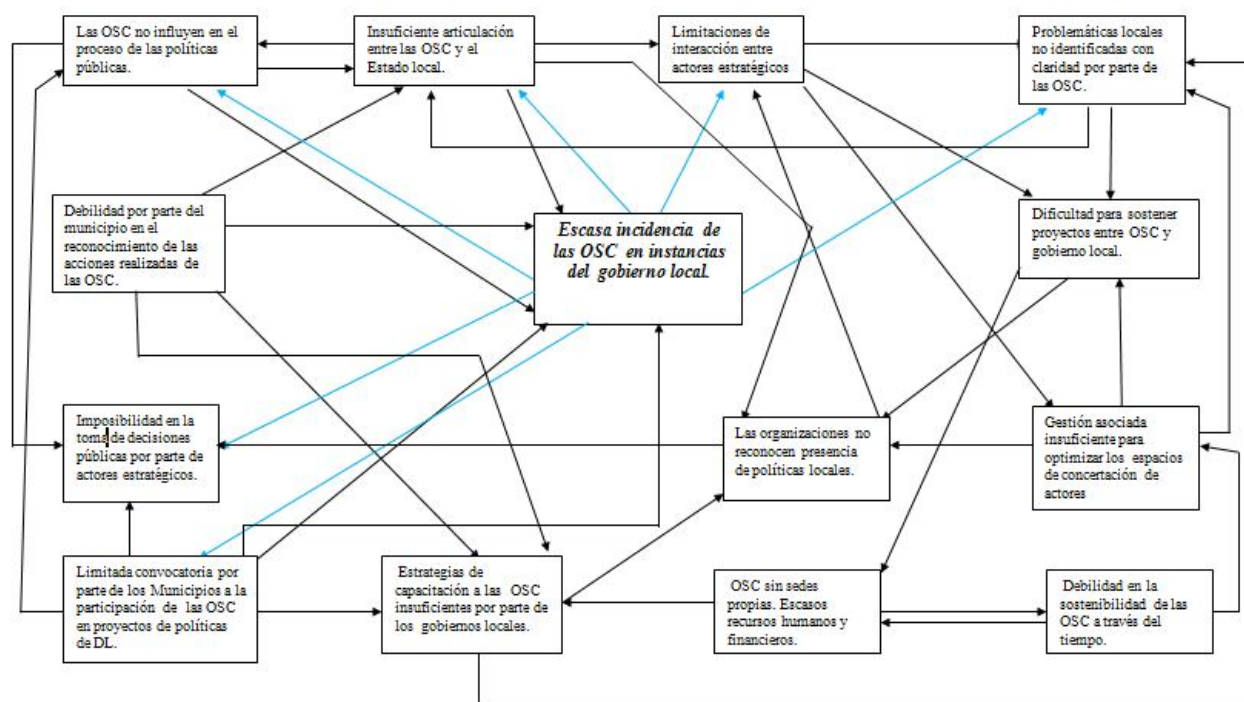 Las OSC no influyen en el
proceso de las políticas
públicas.
Insuficiente articulación
entre las OSC y el
Estado local.
Limitaciones de
interacción entre
actores estratégicos
Problemáticas locales
no identificadas con
claridad por parte de
las OSC.
Debilidad por parte del
municipio en el
reconocimiento de las
acciones realizadas de
las OSC.
Escasa incidencia de
las OSC en instancias
del gobierno local.
Dificultad para sostener
proyectos entre OSC y
gobierno local.
Imposibilidad en la
toma de decisiones
públicas por parte de
actores estratégicos.
Las organizaciones no
reconocen presencia
de políticas locales.
Gestión asociada
insuficiente para
optimizar los espacios
de concertación de
actores
Limitada convocatoria por
parte de los Municipios a la
participación de las OSC
en proyectos de políticas
de DL.
Estrategias de
capacitación a las OSC
insuficientes por parte de
los gobiernos locales.
OSC sin sedes
propias. Escasos
recursos humanos y
financieros.
Debilidad en la
sostenibilidad de las
OSC a través del
tiempo.